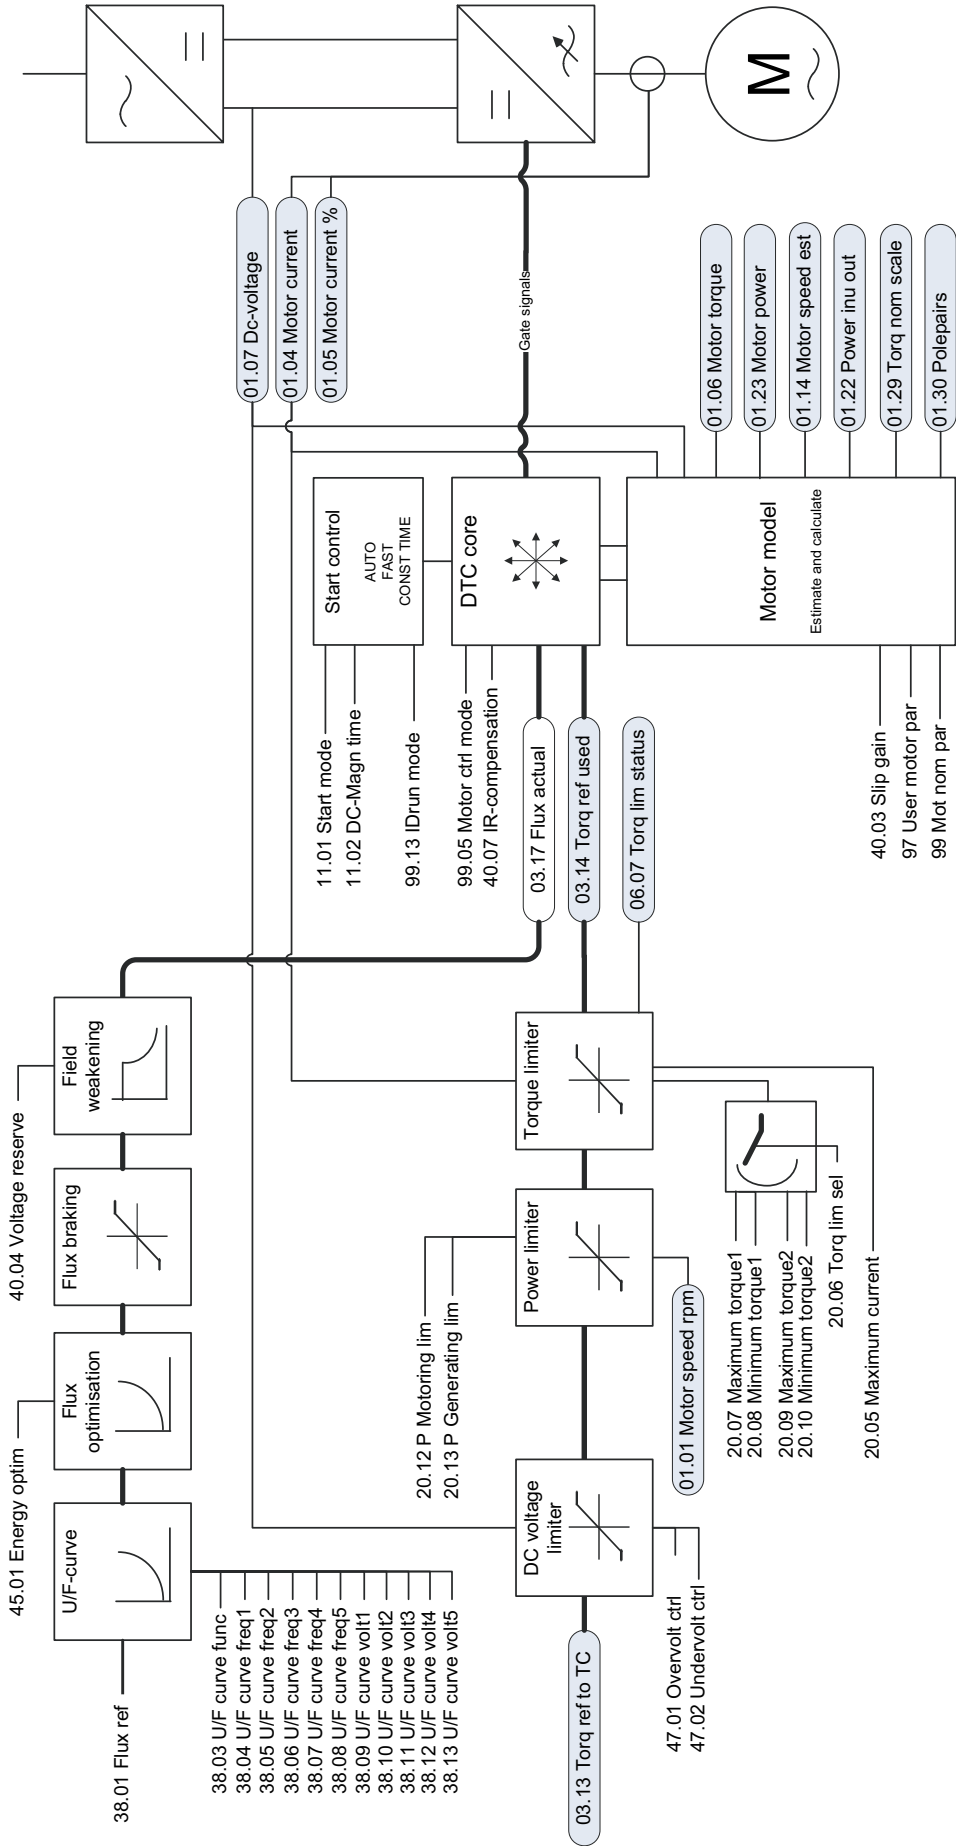 38.01 Flux ref
U/F-curve
38.03 U/F curve func
38.04 U/F curve freq1
38.05 U/F curve freq2
38.06 U/F curve freq3
38.07 U/F curve freq4
38.08 U/F curve freq5
38.09 U/F curve volt1
38.10 U/F curve volt2
38.11 U/F curve volt3
38.12 U/F curve volt4
38.13 U/F curve volt5
45.01 Energy optim
Flux
optimisation
Flux braking
40.04 Voltage reserve
Field
weakening
03.13 Torq ref to TC
DC voltage
limiter
47.01 Overvolt ctrl
47.02 Undervolt ctrl
20.12 P Motoring lim
20.13 P Generating lim
Power limiter
01.01 Motor speed rpm
Torque limiter
20.07 Maximum torque1
20.08 Minimum torque1
20.09 Maximum torque2
20.10 Minimum torque2
20.06 Torq lim sel
20.05 Maximum current
11.01 Start mode
11.02 DC-Magn time
99.13 IDrun mode
99.05 Motor ctrl mode
40.07 IR-compensation
03.17 Flux actual
03.14 Torq ref used
06.07 Torq lim status
40.03 Slip gain
97 User motor par
99 Mot nom par
Start control
AUTO
FAST
CONST TIME
DTC core
Motor model
Estimate and calculate
01.07 Dc-voltage
01.04 Motor current
01.05 Motor current %
Gate signals
01.06 Motor torque
01.23 Motor power
01.14 Motor speed est
01.22 Power inu out
01.29 Torq nom scale
01.30 Polepairs
M